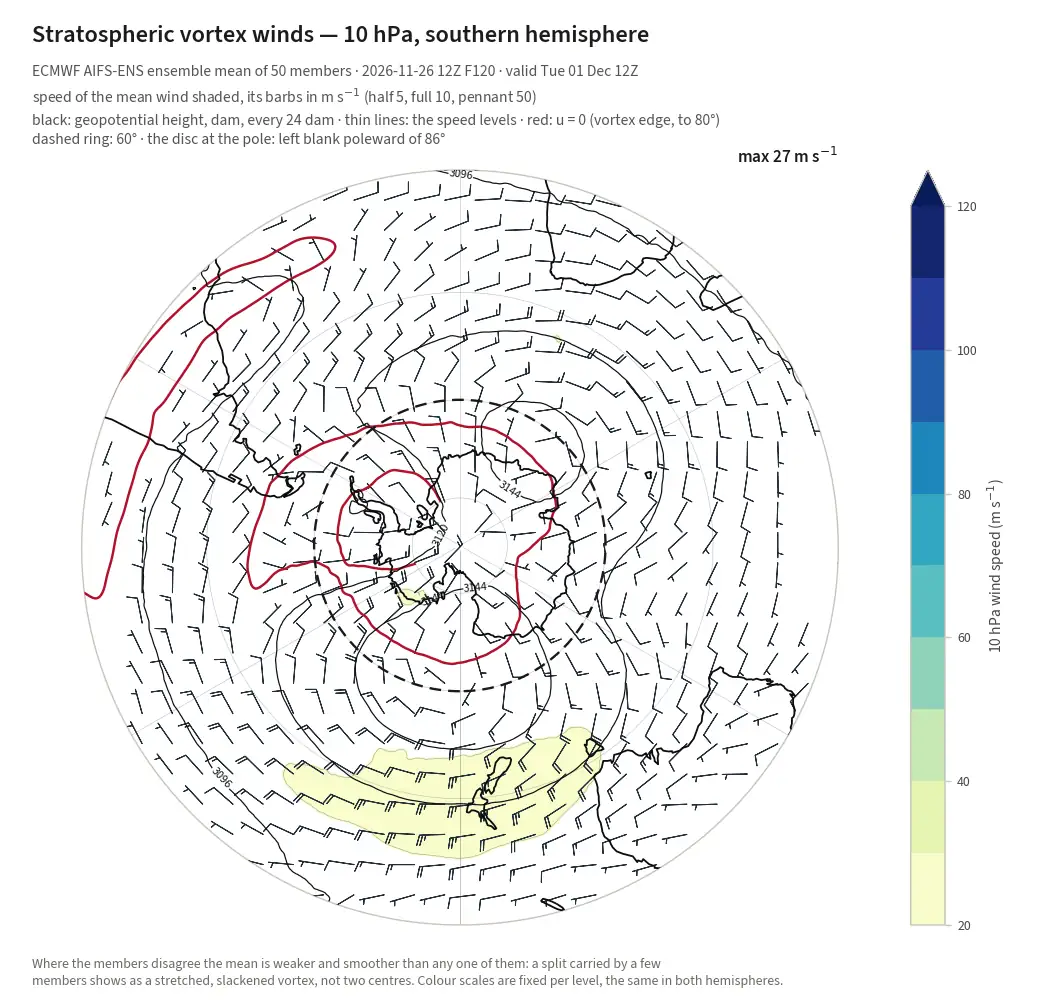 Stratospheric vortex winds — 10 hPa, southern hemisphere
ECMWF AIFS-ENS ensemble mean of 50 members · 2026-11-26 12Z F120 · valid Tue 01 Dec 12Z
speed of the mean wind shaded, its barbs in m s⁻¹ (half 5, full 10, pennant 50)
black: geopotential height, dam, every 24 dam · thin lines: the speed levels · red: u = 0 (vortex edge, to 80°)
dashed ring: 60° · the disc at the pole: left blank poleward of 86°
max 27 m s⁻¹
3096
120
100
80
60
40
20
10 hPa wind speed (m s⁻¹)
3144
3120
3144
3096
Where the members disagree the mean is weaker and smoother than any one of them: a split carried by a few
members shows as a stretched, slackened vortex, not two centres. Colour scales are fixed per level, the same in both hemispheres.